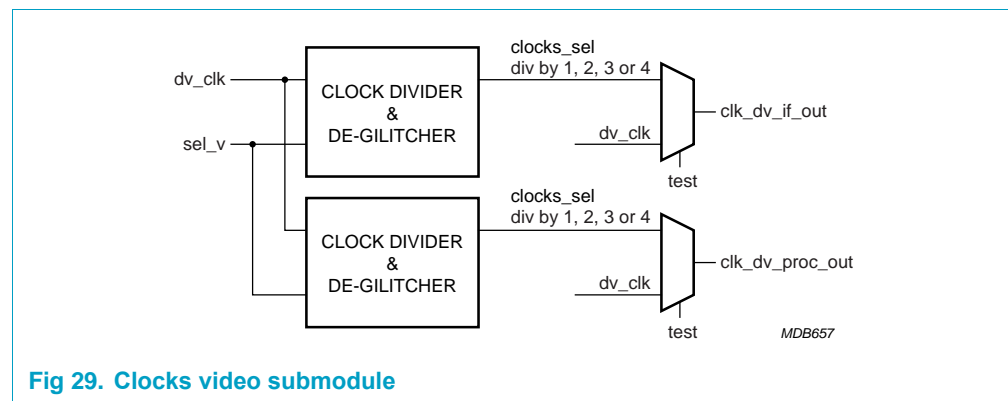 clocks_sel
div by 1, 2, 3 or 4
dv_clk
CLOCK DIVIDER
&
DE-GILITCHER
clk_dv_if_out
sel_v
dv_clk
test
clocks_sel
div by 1, 2, 3 or 4
CLOCK DIVIDER
&
DE-GILITCHER
clk_dv_proc_out
dv_clk
test
MDB657
Fig 29. Clocks video submodule